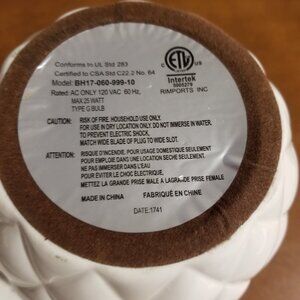 Conforms to UL Std 283
Certified to CSA Std C22.2 No. 64
Model: BH17-060-999-10
Rated: AC ONLY 120 VAC 60 Hz,
MAX 25 WATT
TYPE G BULB
C ETL US
Intertek
RIMPORTS INC
CAUTION: RISK OF FIRE. HOUSEHOLD USE ONLY.
FOR USE IN DRY LOCATION ONLY. DO NOT IMMERSE IN WATER.
TO PREVENT ELECTRIC SHOCK,
MATCH WIDE BLADE OF PLUG TO WIDE SLOT.
ATTENTION: RISQUE D'INCENDIE. POUR USAGE DOMESTIQUE SEULEMENT
POUR EMPLOI DANS UNE LOCATION SECHE SEULEMENT.
NE PAS IMMERGER DANS L'EAU.
POUR EVITER LE CHOC ELECTRIQUE,
METTEZ LA GRANDE PRISE MALE A LAGRANDE PRISE FEMALE
MADE IN CHINA FABRIQUÉ EN CHINE
DATE:1741